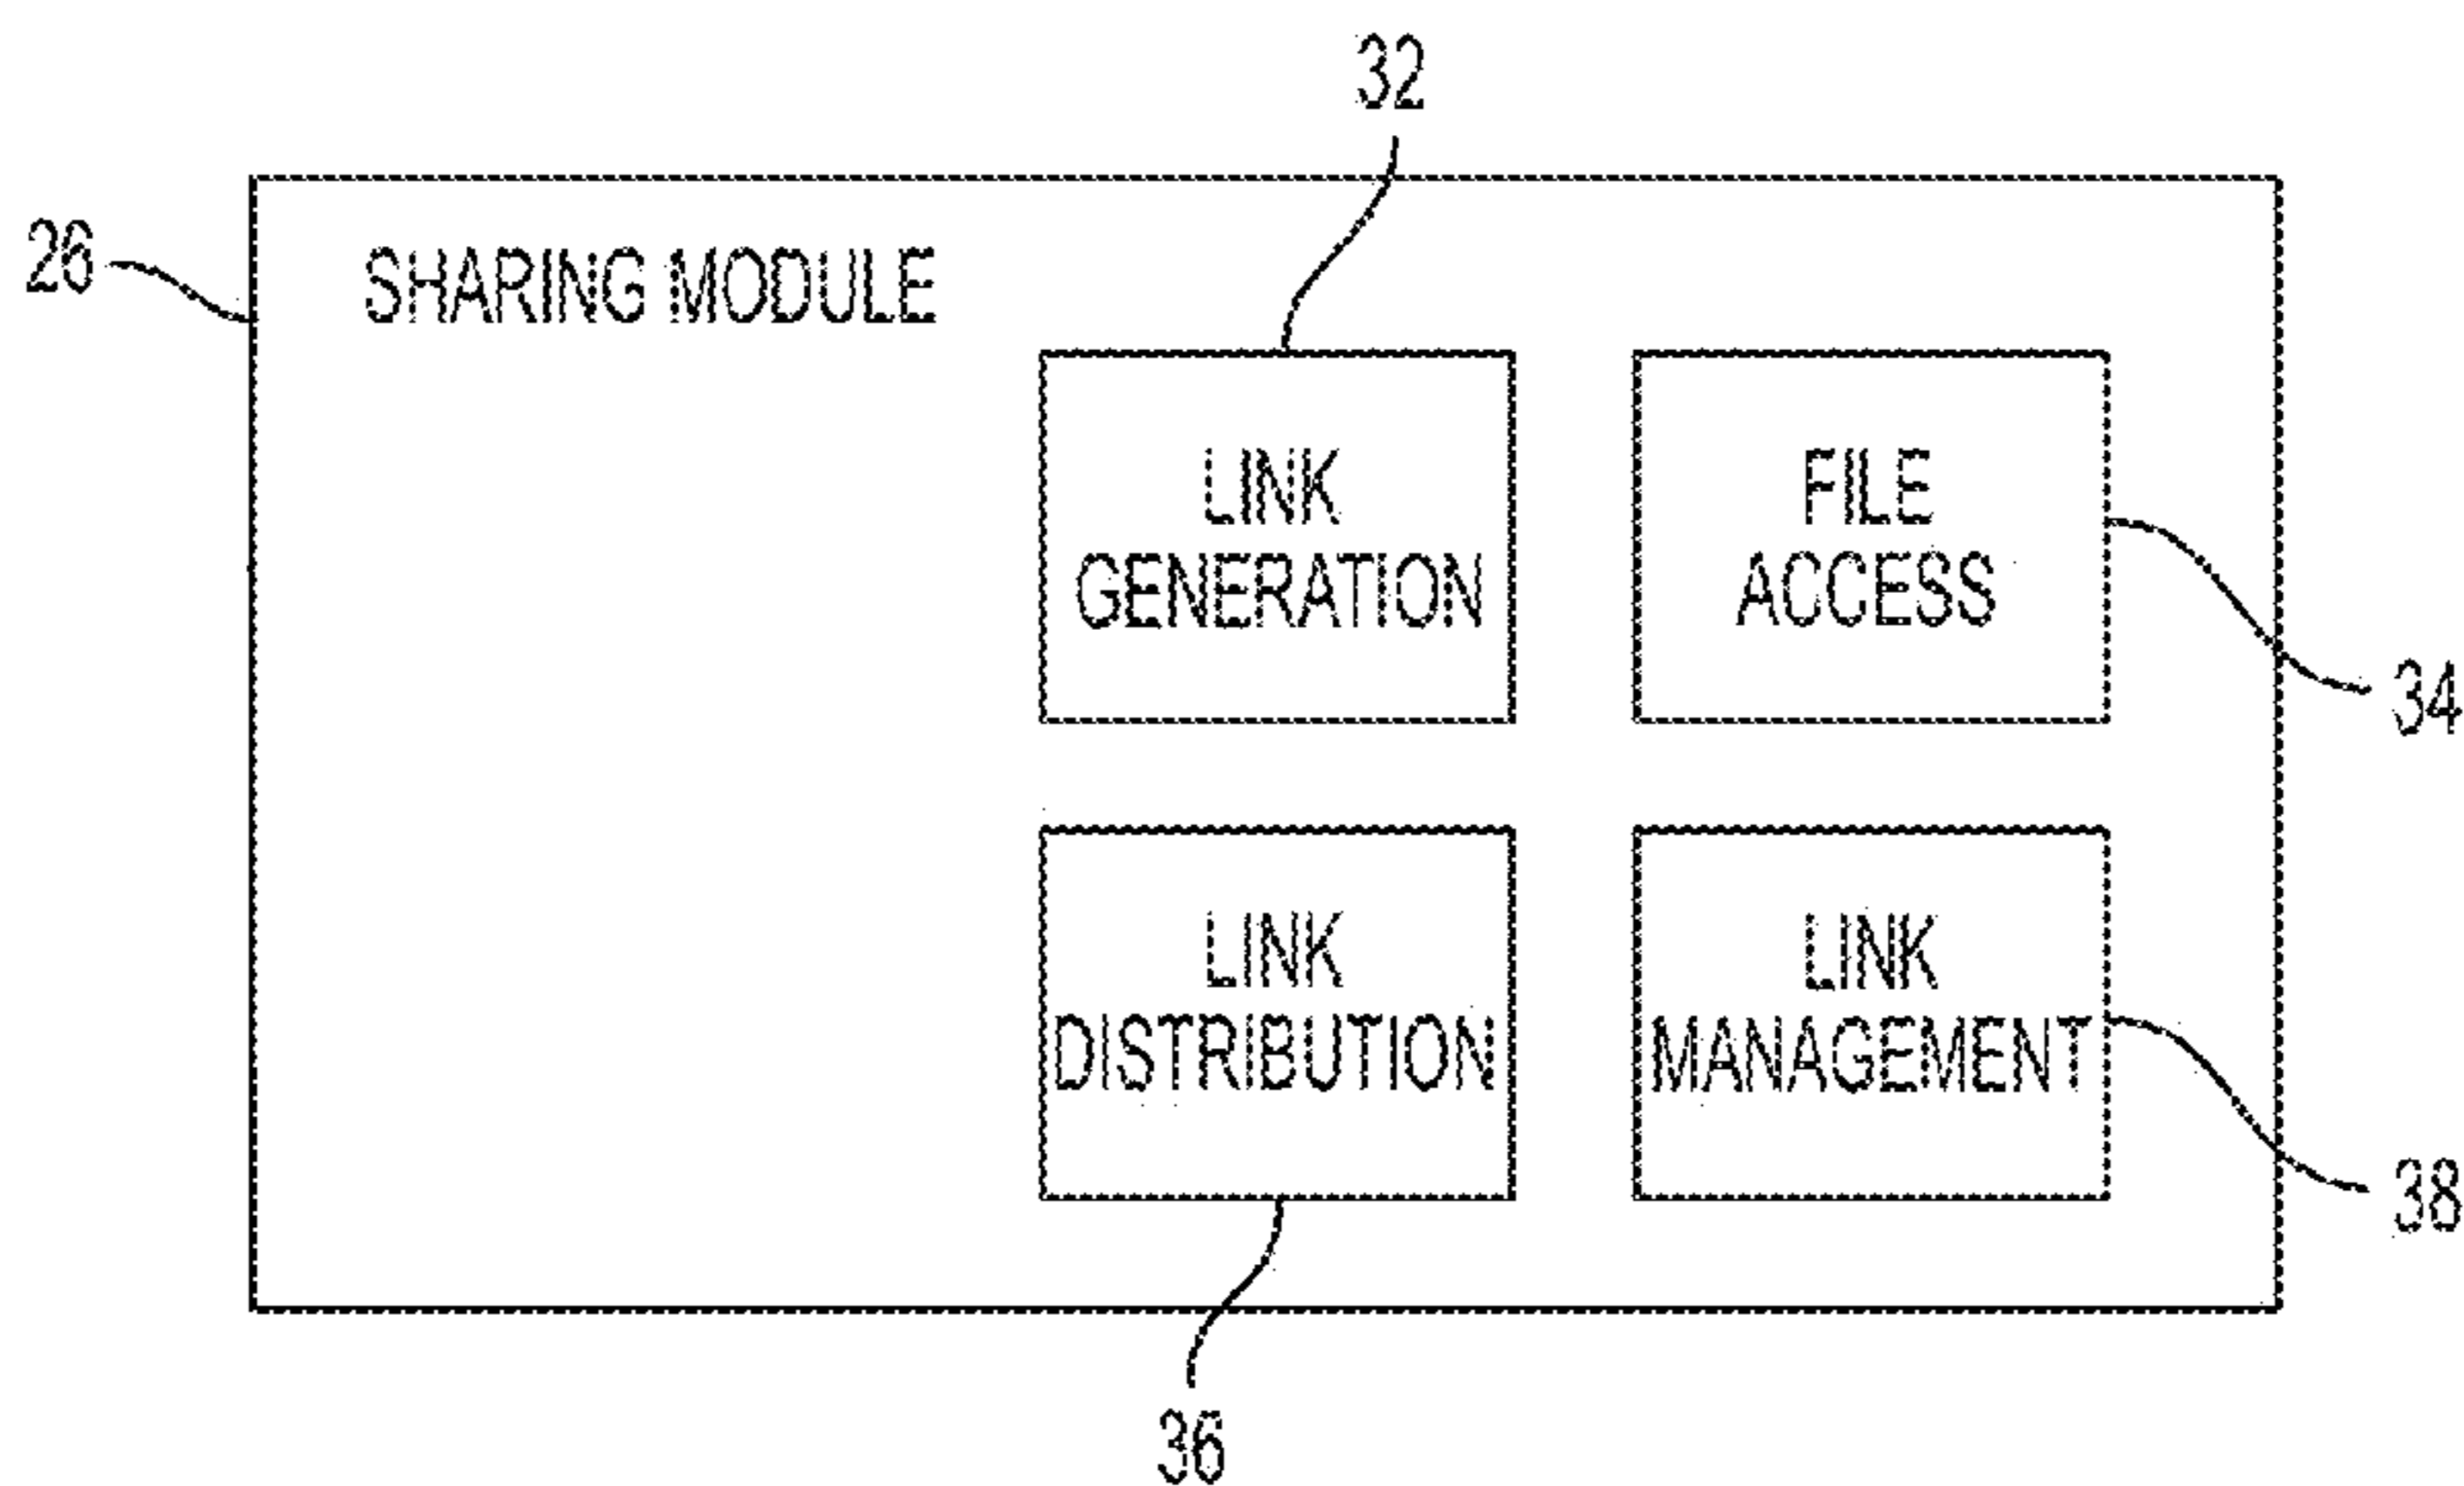 32
26
SHARING MODULE
LINK
GENERATION
FILE
ACCESS
34
LINK
DISTRIBUTION
LINK
MANAGEMENT
38
36